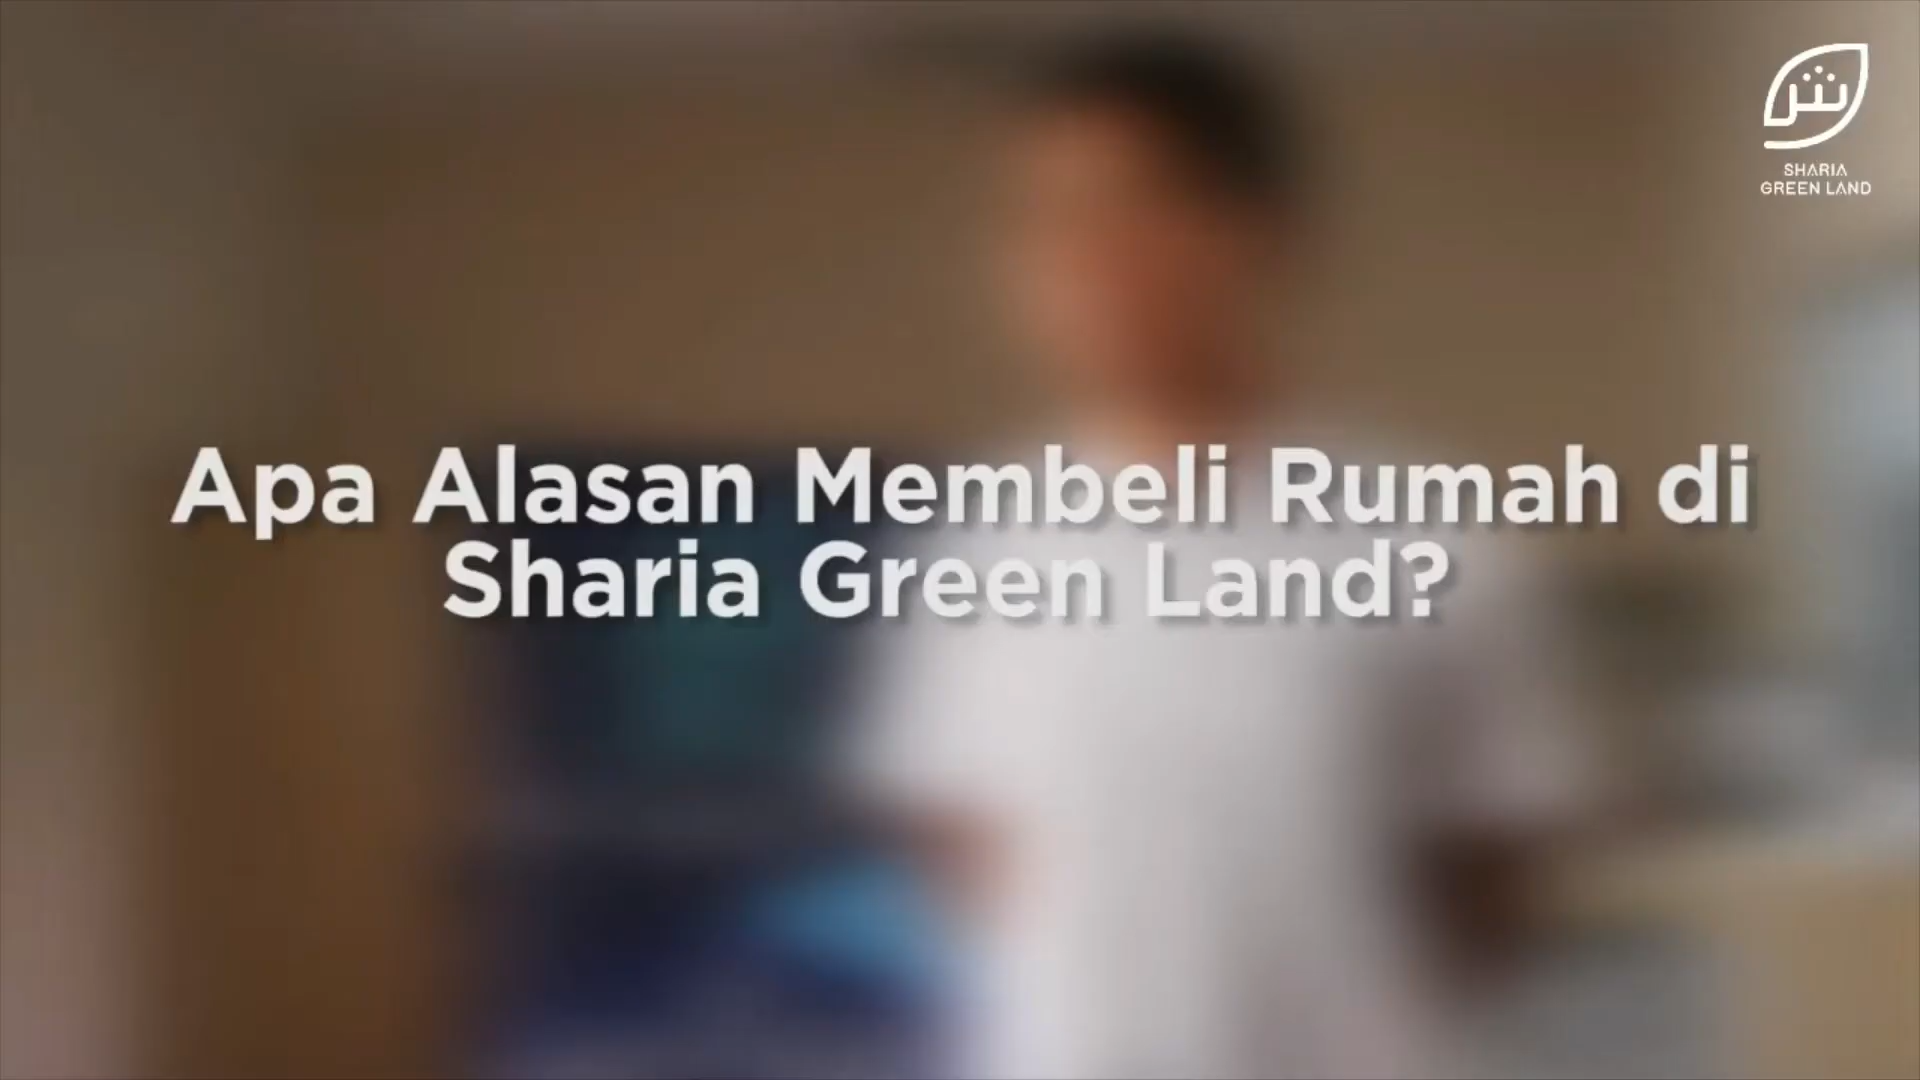 ش
SHARIA
GREEN LAND
Apa Alasan Membeli Rumah di
Sharia Green Land?